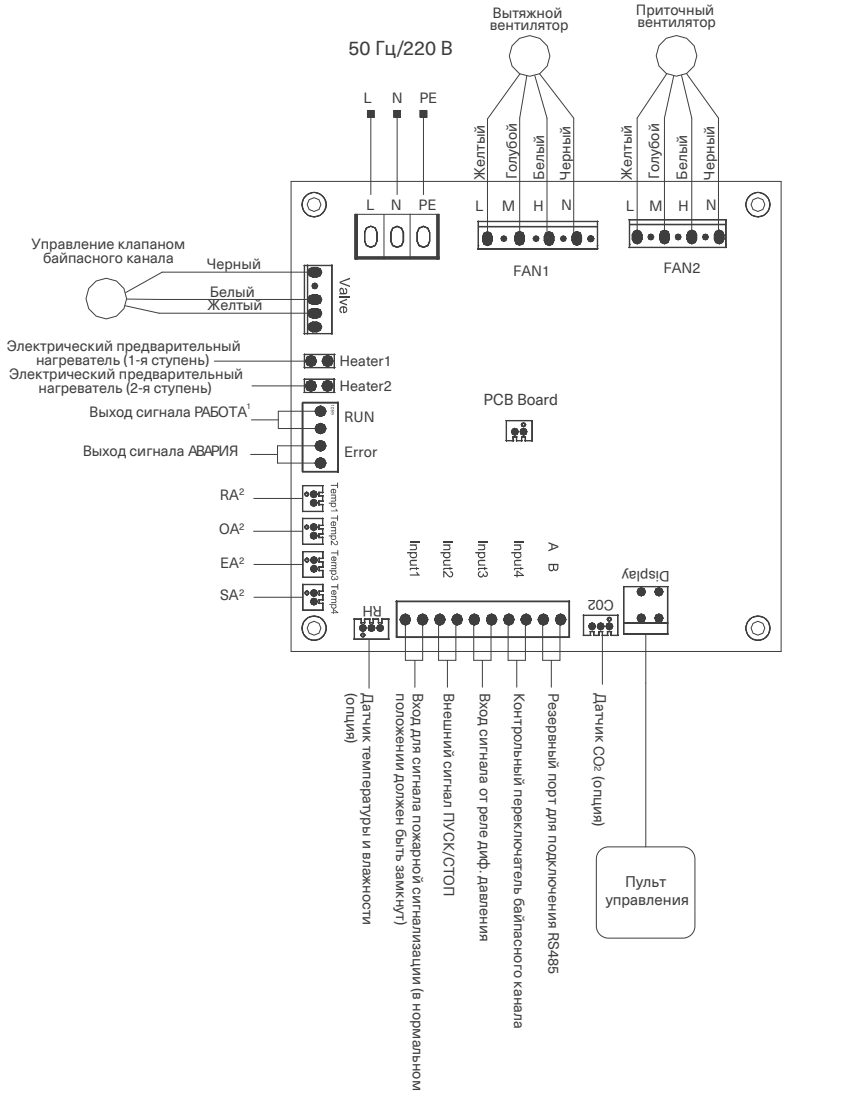 Вытяжной
вентилятор
Приточный
вентилятор
50 Гц/220 В
L N PE
Желтый
Голубой
Белый
Черный
Желтый
Голубой
Белый
Черный
L N PE
L M H N
L M H N
FAN1
FAN2
Управление клапаном
байпасного канала
Черный
Белый
Желтый
Valve
Электрический предварительный
нагреватель (1-я ступень)
Heater1
Электрический предварительный
нагреватель (2-я ступень)
Heater2
PCB Board
Выход сигнала РАБОТА¹
RUN
Выход сигнала АВАРИЯ
Error
RA²
Temp1
OA²
Temp2
EA²
Temp3
SA²
Temp4
RH
Input1
Input2
Input3
Input4
A
B
C02
Display
Датчик температуры и влажности
(опция)
Вход для сигнала пожарной сигнализации (в нормальном
положении должен быть замкнут)
Внешний сигнал ПУСК/СТОП
Вход сигнала от реле диф. давления
Контрольный переключатель байпасного канала
Резервный порт для подключения RS485
Датчик CO₂ (опция)
Пульт
управления